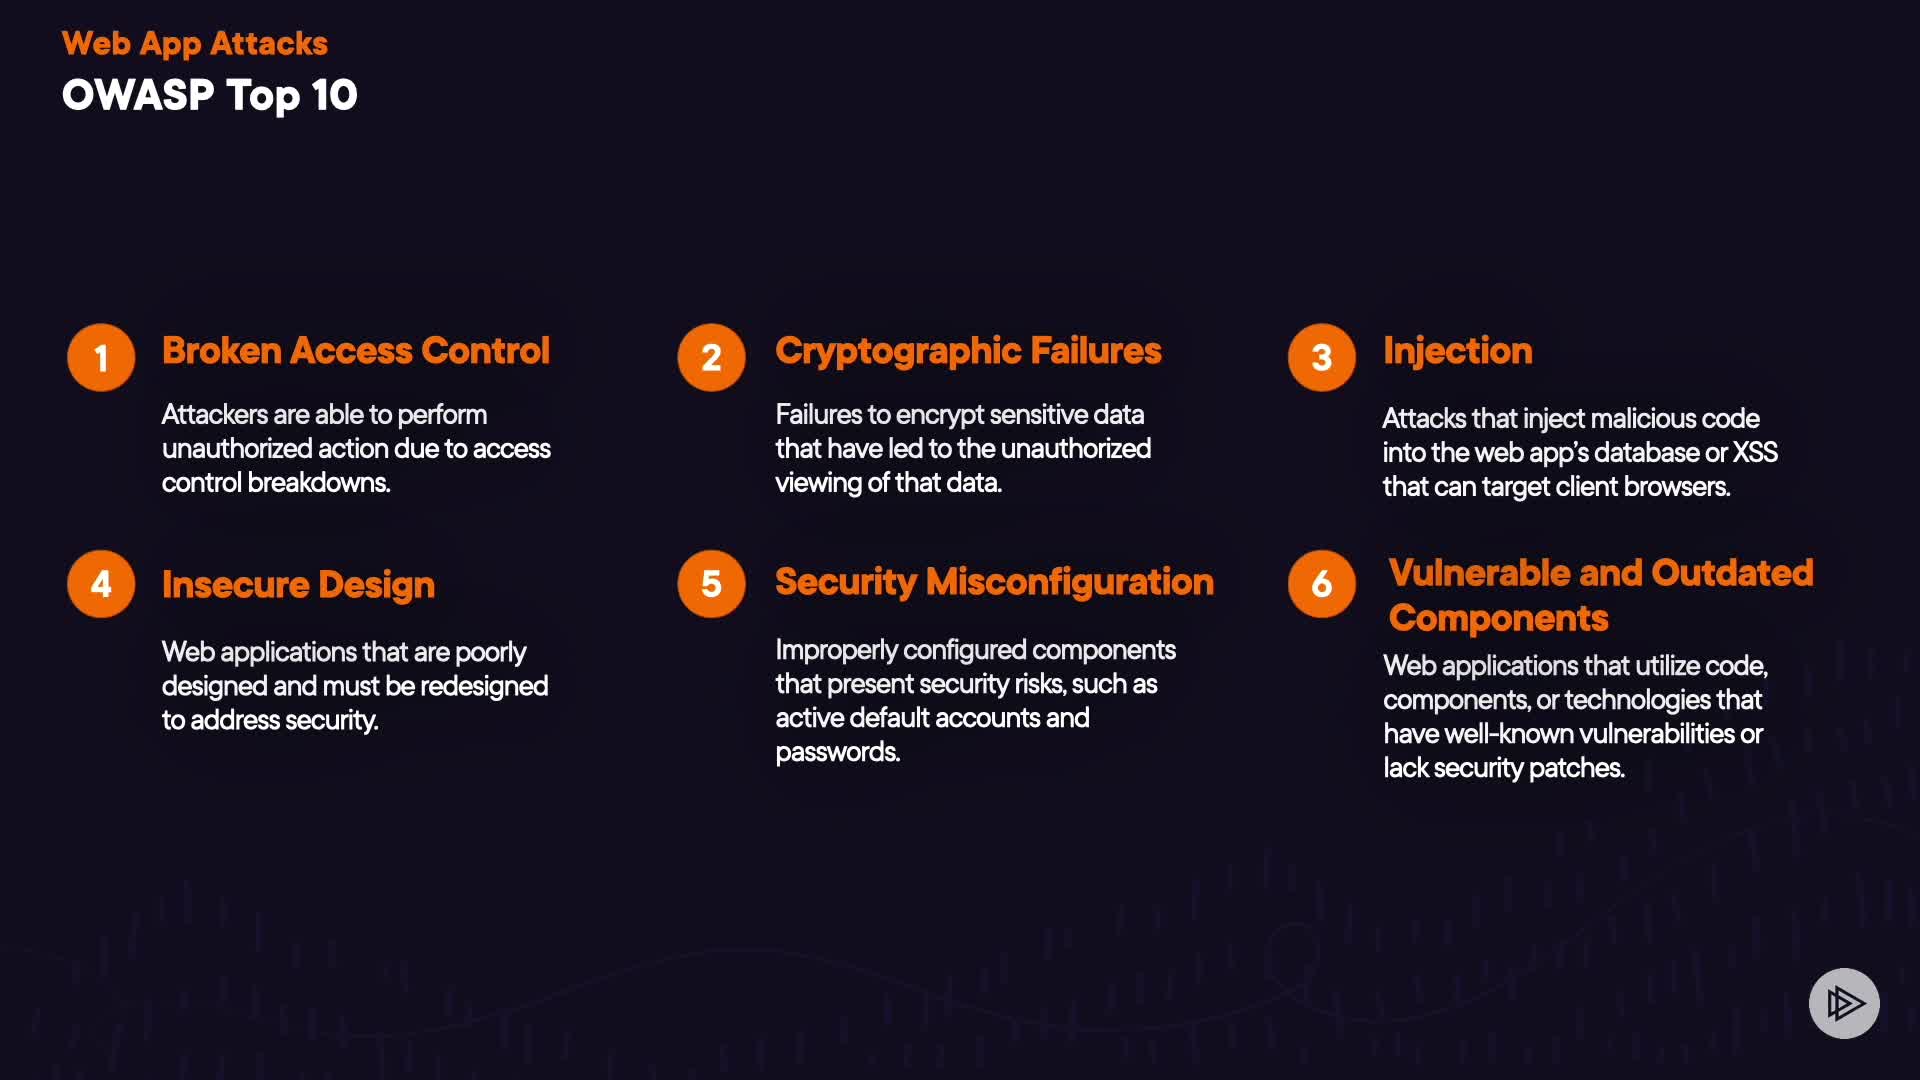 Web App Attacks
OWASP Top 10
1
Broken Access Control
Attackers are able to perform
unauthorized action due to access
control breakdowns.
2
Cryptographic Failures
Failures to encrypt sensitive data
that have led to the unauthorized
viewing of that data.
3
Injection
Attacks that inject malicious code
into the web app’s database or XSS
that can target client browsers.
4
Insecure Design
Web applications that are poorly
designed and must be redesigned
to address security.
5
Security Misconfiguration
Improperly configured components
that present security risks, such as
active default accounts and
passwords.
6
Vulnerable and Outdated
Components
Web applications that utilize code,
components, or technologies that
have well-known vulnerabilities or
lack security patches.